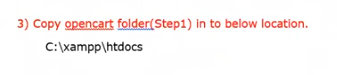 3) Copy opencart folder(Step1) in to below location.
C:\xampp\htdocs